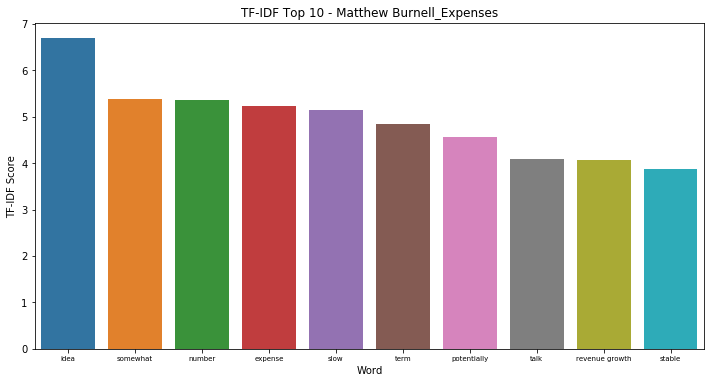 TF-IDF Top 10 - Matthew Burnell_Expenses
7
6
5
4
3
2
1
0
TF-IDF Score
idea somewhat number expense slow term potentially talk revenue growth stable
Word